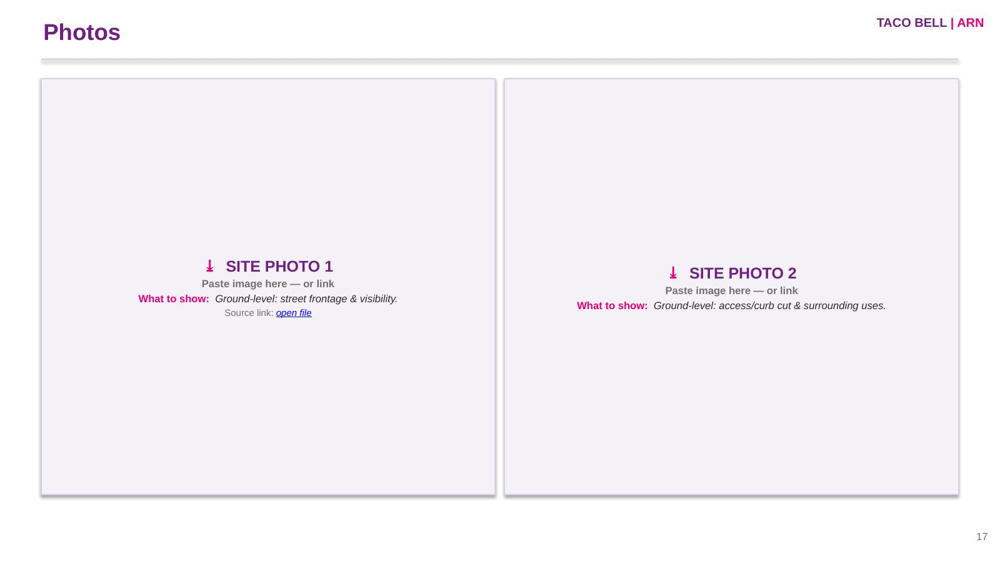 Photos
TACO BELL | ARN
⤓ SITE PHOTO 1
Paste image here — or link
What to show: Ground-level: street frontage & visibility.
Source link: open file
⤓ SITE PHOTO 2
Paste image here — or link
What to show: Ground-level: access/curb cut & surrounding uses.
17